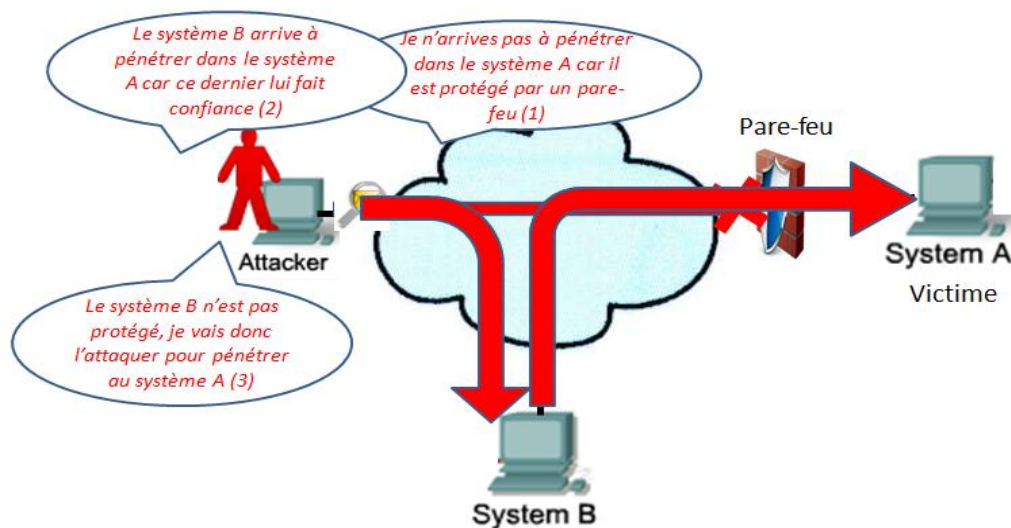 Le système B arrive à
pénétrer dans le système
A car ce dernier lui fait
confiance (2)
Je n'arrives pas à pénétrer
dans le système A car il
est protégé par un pare-
feu (1)
Pare-feu
Attacker
System A
Victime
Le système B n'est pas
protégé, je vais donc
l'attaquer pour pénétrer
au système A (3)
System B